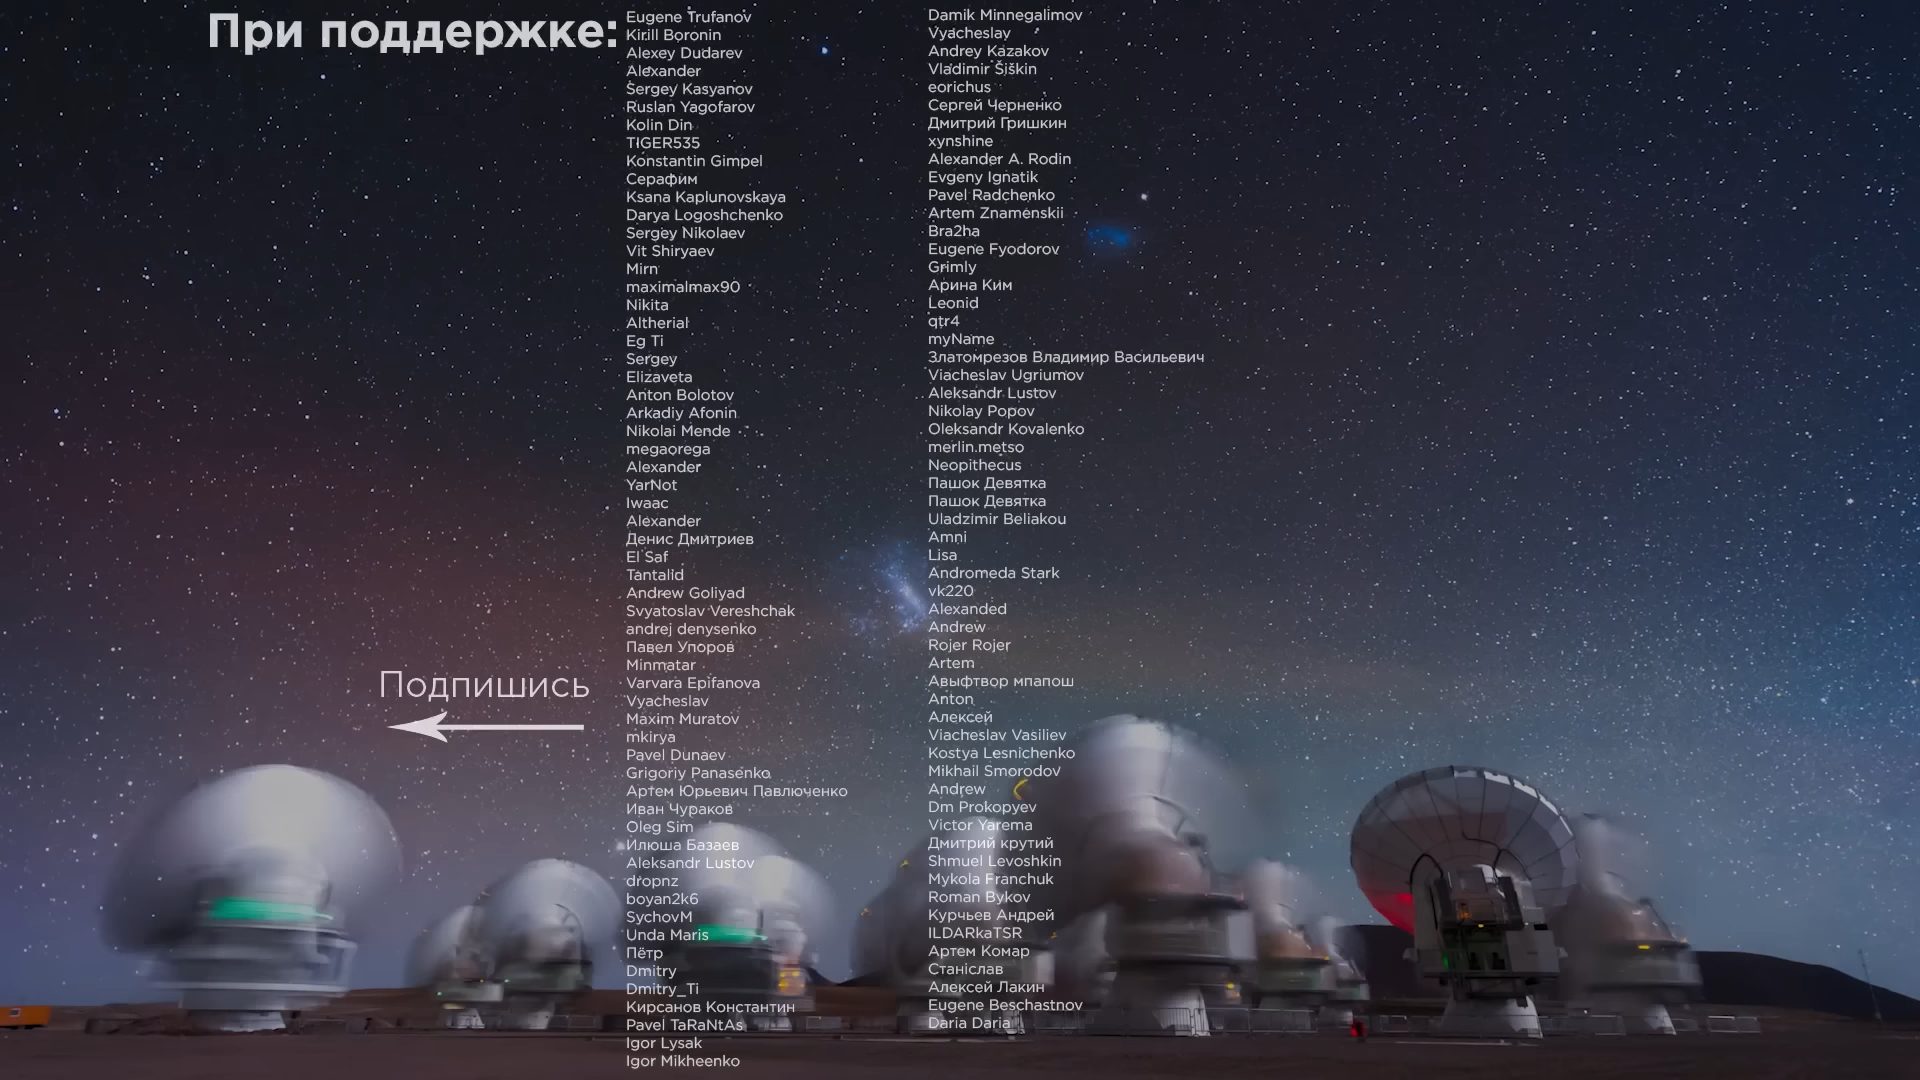 При поддержке:
Eugene Trufanov
Kirill Boronin
Alexey Dudarev
Alexander
Sergey Kasyanov
Ruslan Yagofarov
Kolin Din
TIGER535
Konstantin Gimpel
Серафим
Ksana Kaplunovskaya
Darya Logoshchenko
Sergey Nikolaev
Vit Shiryaev
Mirn
maximalmax90
Nikita
Altherial
Eg Ti
Sergey
Elizaveta
Anton Bolotov
Arkadiy Afonin
Nikolai Mende
megaorega
Alexander
YarNot
Iwaac
Alexander
Денис Дмитриев
El Saf
Tantalid
Andrew Goliyad
Svyatoslav Vereshchak
andrej denysenko
Павел Упоров
Minmatar
Varvara Epifanova
Vyacheslav
Maxim Muratov
mkirya
Pavel Dunaev
Grigoriy Panasenko
Артем Юрьевич Павлюченко
Иван Чураков
Oleg Sim
Илюша Базаев
Aleksandr Lustov
dropnz
boyan2k6
SychovM
Unda Maris
Пётр
Dmitry
Dmitry_Ti
Кирсанов Константин
Pavel TaRaNtAs
Igor Lysak
Igor Mikheenko
Damik Minnegalimov
Vyacheslay
Andrey Kazakov
Vladimir Šiškin
eorichus
Сергей Черненко
Дмитрий Гришкин
xynshine
Alexander A. Rodin
Evgeny Ignatik
Pavel Radchenko
Artem Znamenskii
Bra2ha
Eugene Fyodorov
Grimly
Арина Ким
Leonid
qtr4
myName
Златомрезов Владимир Васильевич
Viacheslav Ugriumov
Aleksandr Lustov
Nikolay Popov
Oleksandr Kovalenko
merlin.metso
Neopithecus
Пашок Девятка
Пашок Девятка
Uladzimir Beliakou
Amni
Lisa
Andromeda Stark
vk220
Alexanded
Andrew
Rojer Rojer
Artem
Авыфтвор мпапош
Anton
Алексей
Viacheslav Vasiliev
Kostya Lesnichenko
Mikhail Smorodov
Andrew
Dm Prokopyev
Victor Yarema
Дмитрий крутий
Shmuel Levoshkin
Mykola Franchuk
Roman Bykov
Курчьев Андрей
ILDARkaTSR
Артем Комар
Станіслав
Алексей Лакин
Eugene Beschastnov
Daria Daria
Подпишись